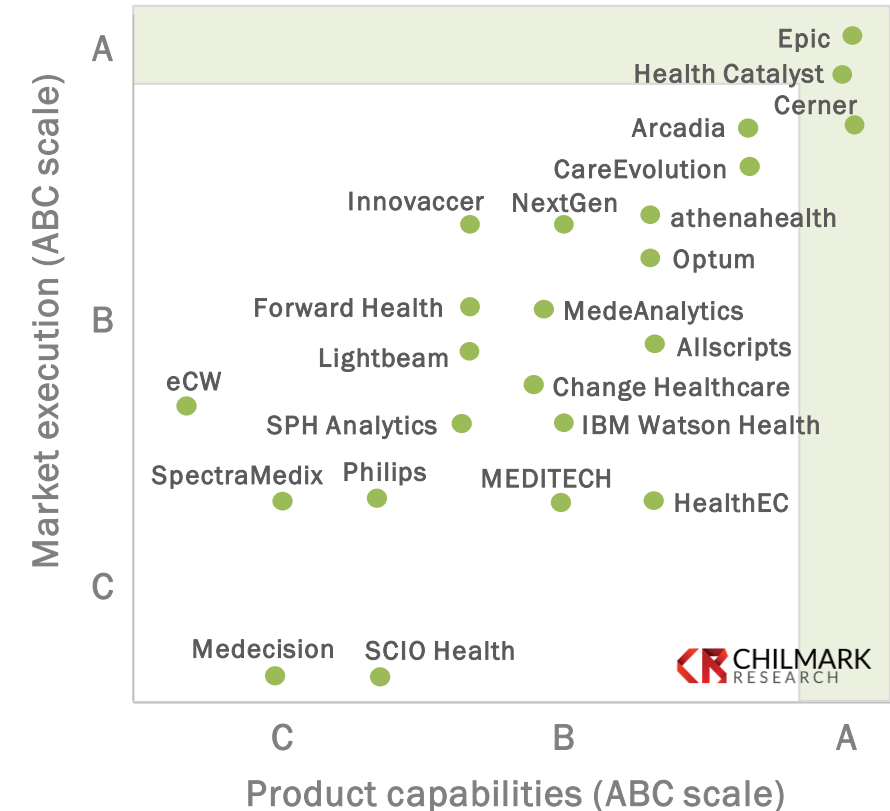 A
Epic
Health Catalyst
Cerner
Arcadia
CareEvolution
Innovaccer
NextGen
athenahealth
Optum
Forward Health
MedeAnalytics
B
Allscripts
Lightbeam
eCW
Change Healthcare
SPH Analytics
IBM Watson Health
SpectraMedix
Philips
MEDITECH
HealthEC
C
Medecision
SCIO Health
CHILMARK
RESEARCH
Market execution (ABC scale)
C
B
A
Product capabilities (ABC scale)